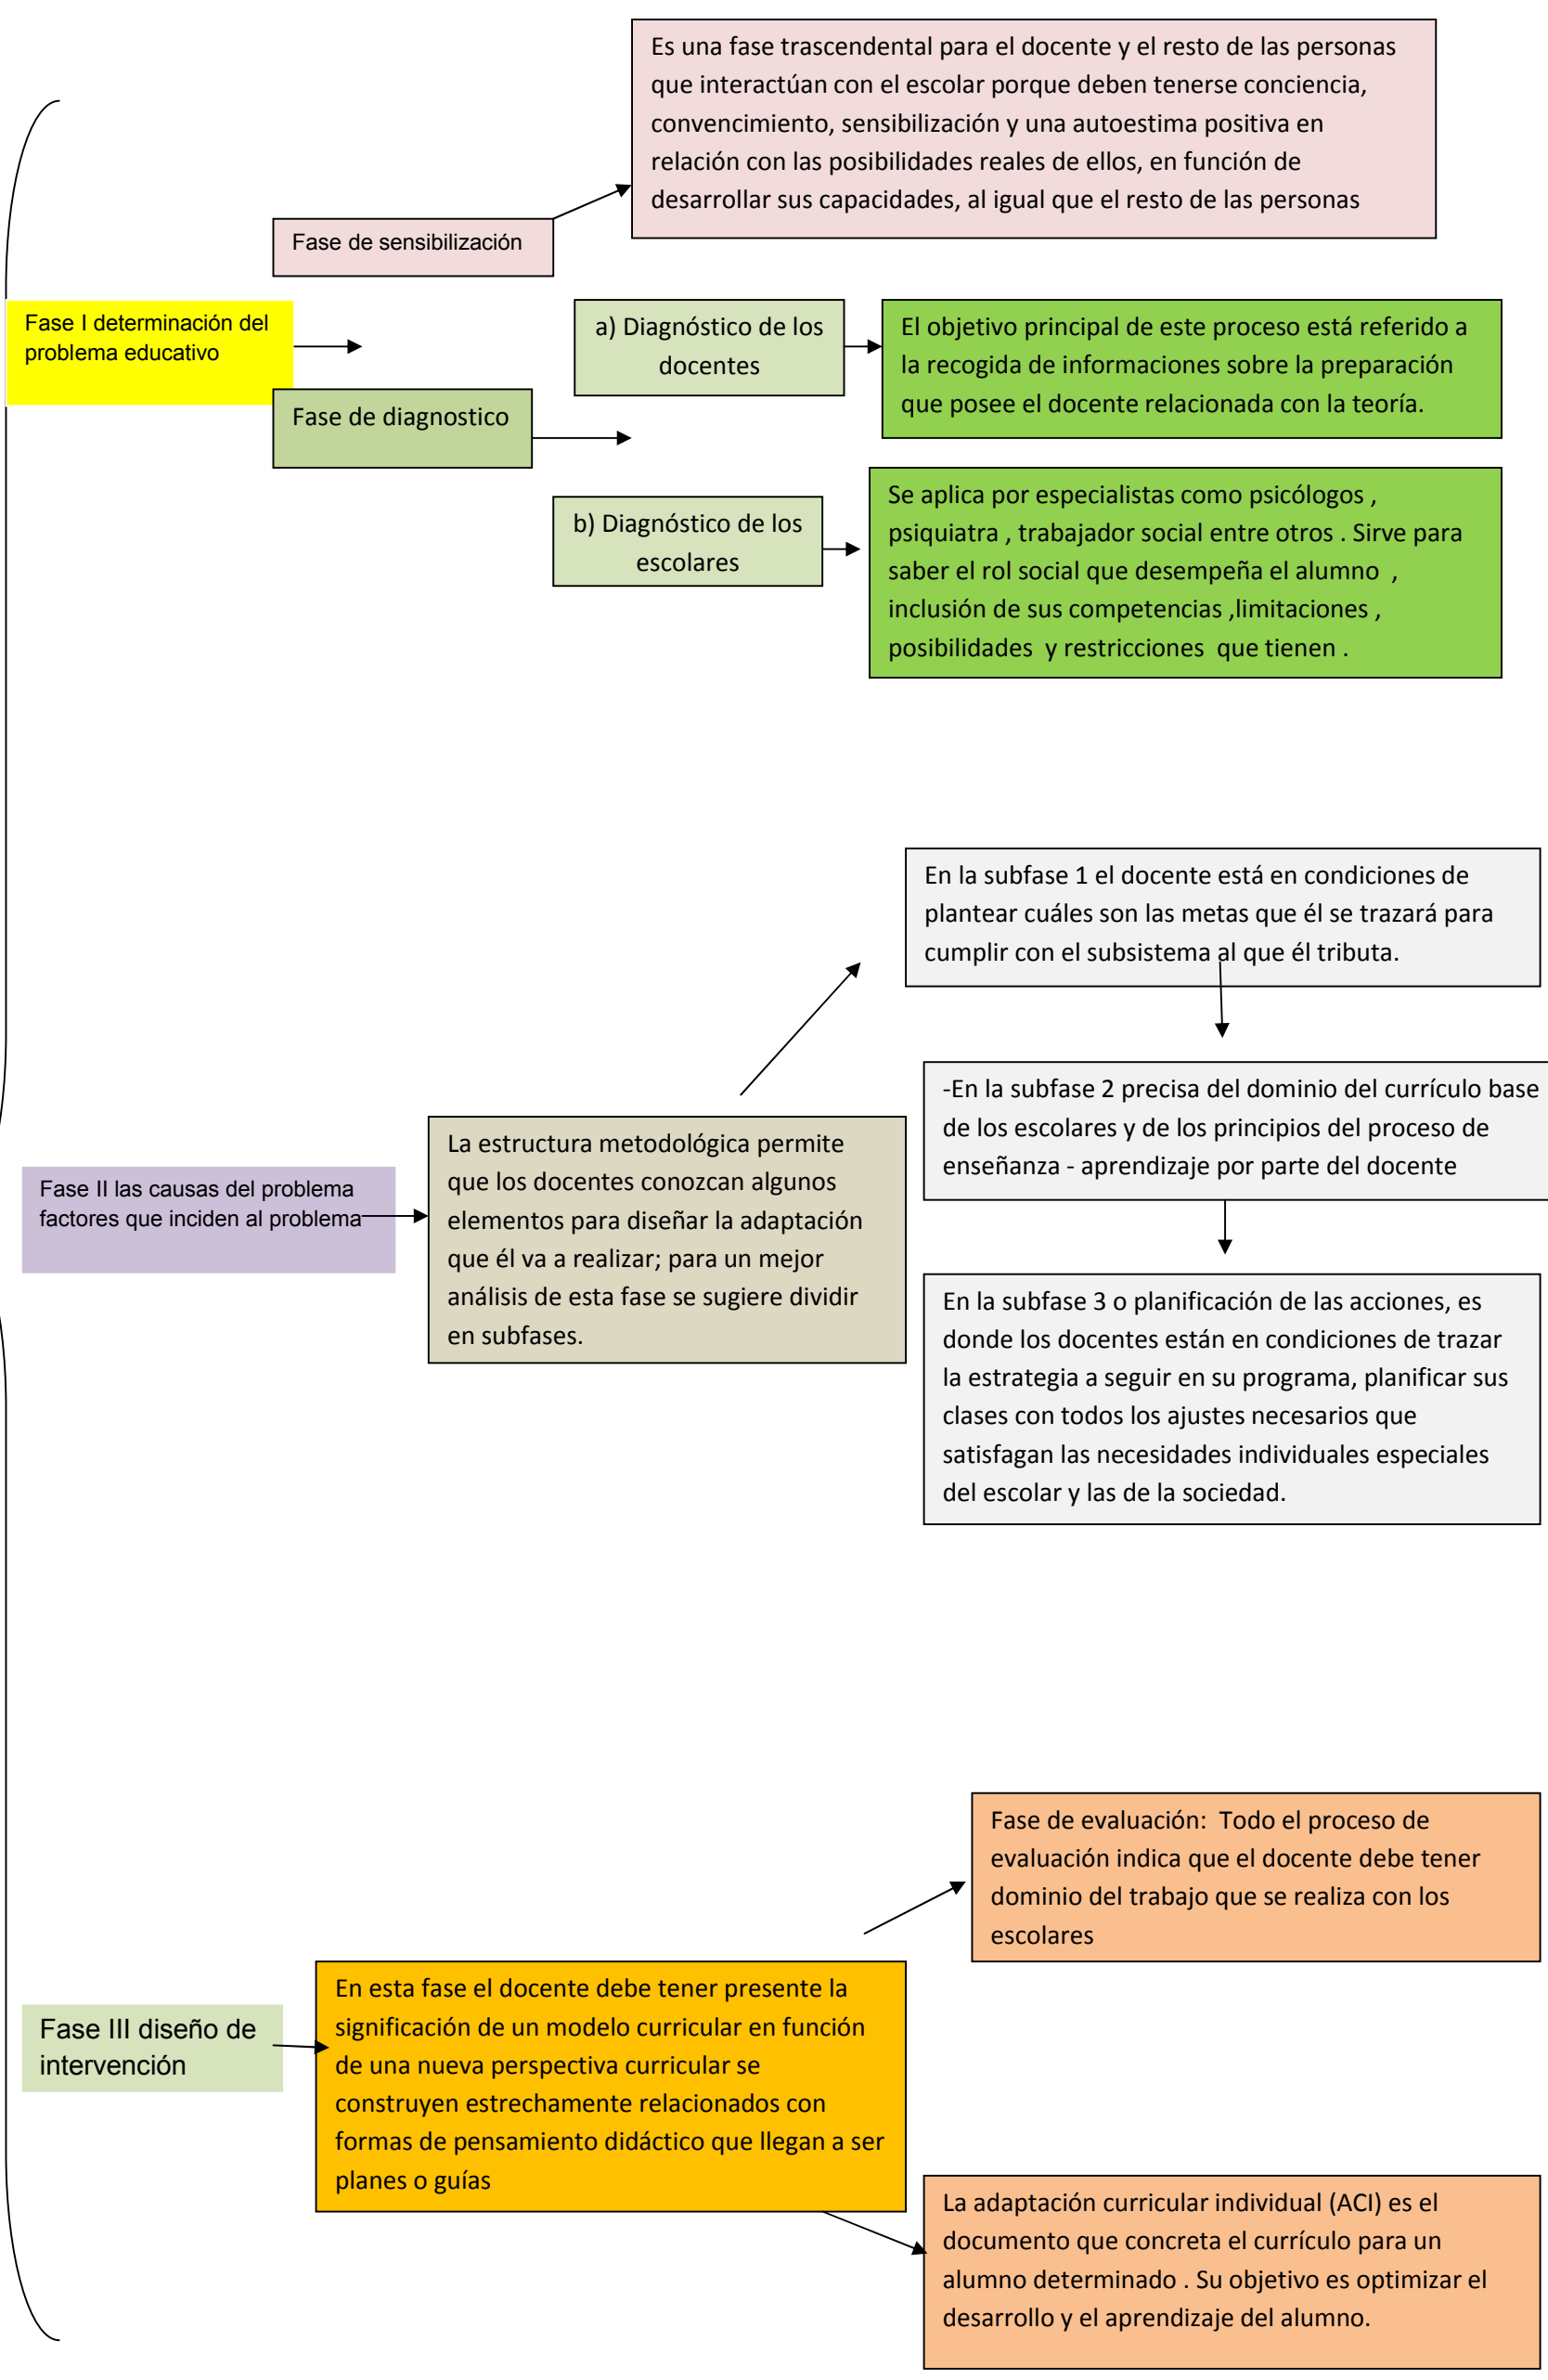 Es una fase trascendental para el docente y el resto de las personas
que interactúan con el escolar porque deben tenerse conciencia,
convencimiento, sensibilización y una autoestima positiva en
relación con las posibilidades reales de ellos, en función de
desarrollar sus capacidades, al igual que el resto de las personas
Fase de sensibilización
Fase I determinación del
problema educativo
a) Diagnóstico de los
docentes
El objetivo principal de este proceso está referido a
la recogida de informaciones sobre la preparación
que posee el docente relacionada con la teoría.
Fase de diagnostico
b) Diagnóstico de los
escolares
Se aplica por especialistas como psicólogos ,
psiquiatra , trabajador social entre otros . Sirve para
saber el rol social que desempeña el alumno ,
inclusión de sus competencias ,limitaciones ,
posibilidades y restricciones que tienen .
En la subfase 1 el docente está en condiciones de
plantear cuáles son las metas que él se trazará para
cumplir con el subsistema al que él tributa.
-En la subfase 2 precisa del dominio del currículo base
de los escolares y de los principios del proceso de
enseñanza - aprendizaje por parte del docente
Fase II las causas del problema
factores que inciden al problema
La estructura metodológica permite
que los docentes conozcan algunos
elementos para diseñar la adaptación
que él va a realizar; para un mejor
análisis de esta fase se sugiere dividir
en subfases.
En la subfase 3 o planificación de las acciones, es
donde los docentes están en condiciones de trazar
la estrategia a seguir en su programa, planificar sus
clases con todos los ajustes necesarios que
satisfagan las necesidades individuales especiales
del escolar y las de la sociedad.
Fase de evaluación: Todo el proceso de
evaluación indica que el docente debe tener
dominio del trabajo que se realiza con los
escolares
Fase III diseño de
intervención
En esta fase el docente debe tener presente la
significación de un modelo curricular en función
de una nueva perspectiva curricular se
construyen estrechamente relacionados con
formas de pensamiento didáctico que llegan a ser
planes o guías
La adaptación curricular individual (ACI) es el
documento que concreta el currículo para un
alumno determinado . Su objetivo es optimizar el
desarrollo y el aprendizaje del alumno.